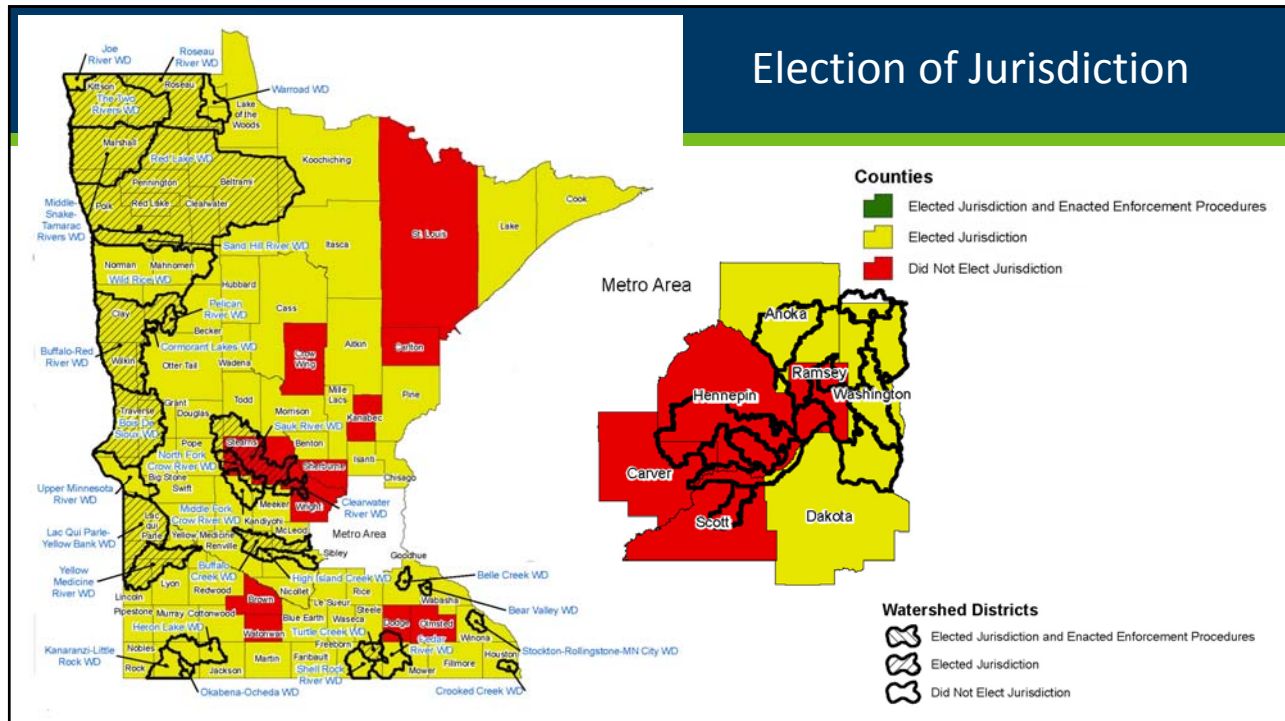 Election of Jurisdiction
Joe
River WD
Roseau
River WD
Warroad WD
Kittson
Roseau
The Two
Rivers WD
Lake
of the
Woods
Marshall
Red Lake WD
Koochiching
Pennington
Beltrami
Polk
Red Lake
Clearwater
Middle-
Snake-
Tamarac
Rivers WD
Sand Hill River WD
St. Louis
Lake
Cook
Itasca
Norman
Mahnomen
Wild Rice WD
Hubbard
Cass
Clay
Pelican
River WD
Becker
Cormorant Lakes WD
Buffalo-Red
River WD
Wilkin
Otter Tail
Wadena
Crow
Wing
Aitkin
Carlton
Todd
Mille
Lacs
Pine
Grant
Douglas
Morrison
Kanabec
Traverse
Bois De
Sioux WD
Sauk River WD
Pope
Stearns
Benton
North Fork
Crow River WD
Isanti
Big Stone
Sherburne
Chisago
Swift
Upper Minnesota
River WD
Meeker
Wright
Clearwater
River WD
Middle Fork
Crow River WD
Kandiyohi
Lac Qui Parle-
Yellow Bank WD
Lac
qui
Parle
Yellow Medicine
McLeod
Metro Area
Renville
Sibley
Goodhue
Yellow
Medicine
River WD
Buffalo
Creek WD
High Island Creek WD
Belle Creek WD
Lyon
Redwood
Nicollet
Rice
Wabasha
Bear Valley WD
Lincoln
Brown
Le Sueur
Pipestone
Murray
Cottonwood
Watonwan
Blue Earth
Waseca
Steele
Dodge
Olmsted
Winona
Heron Lake WD
Turtle Creek WD
Stockton-Rollingstone-MN City WD
Kanaranzi-Little
Rock WD
Nobles
Rock
Jackson
Martin
Faribault
Freeborn
Cedar
River WD
Shell Rock
River WD
Mower
Fillmore
Houston
Okabena-Ocheda WD
Crooked Creek WD
Counties
Elected Jurisdiction and Enacted Enforcement Procedures
Elected Jurisdiction
Did Not Elect Jurisdiction
Metro Area
Anoka
Ramsey
Hennepin
Washington
Carver
Scott
Dakota
Watershed Districts
Elected Jurisdiction and Enacted Enforcement Procedures
Elected Jurisdiction
Did Not Elect Jurisdiction